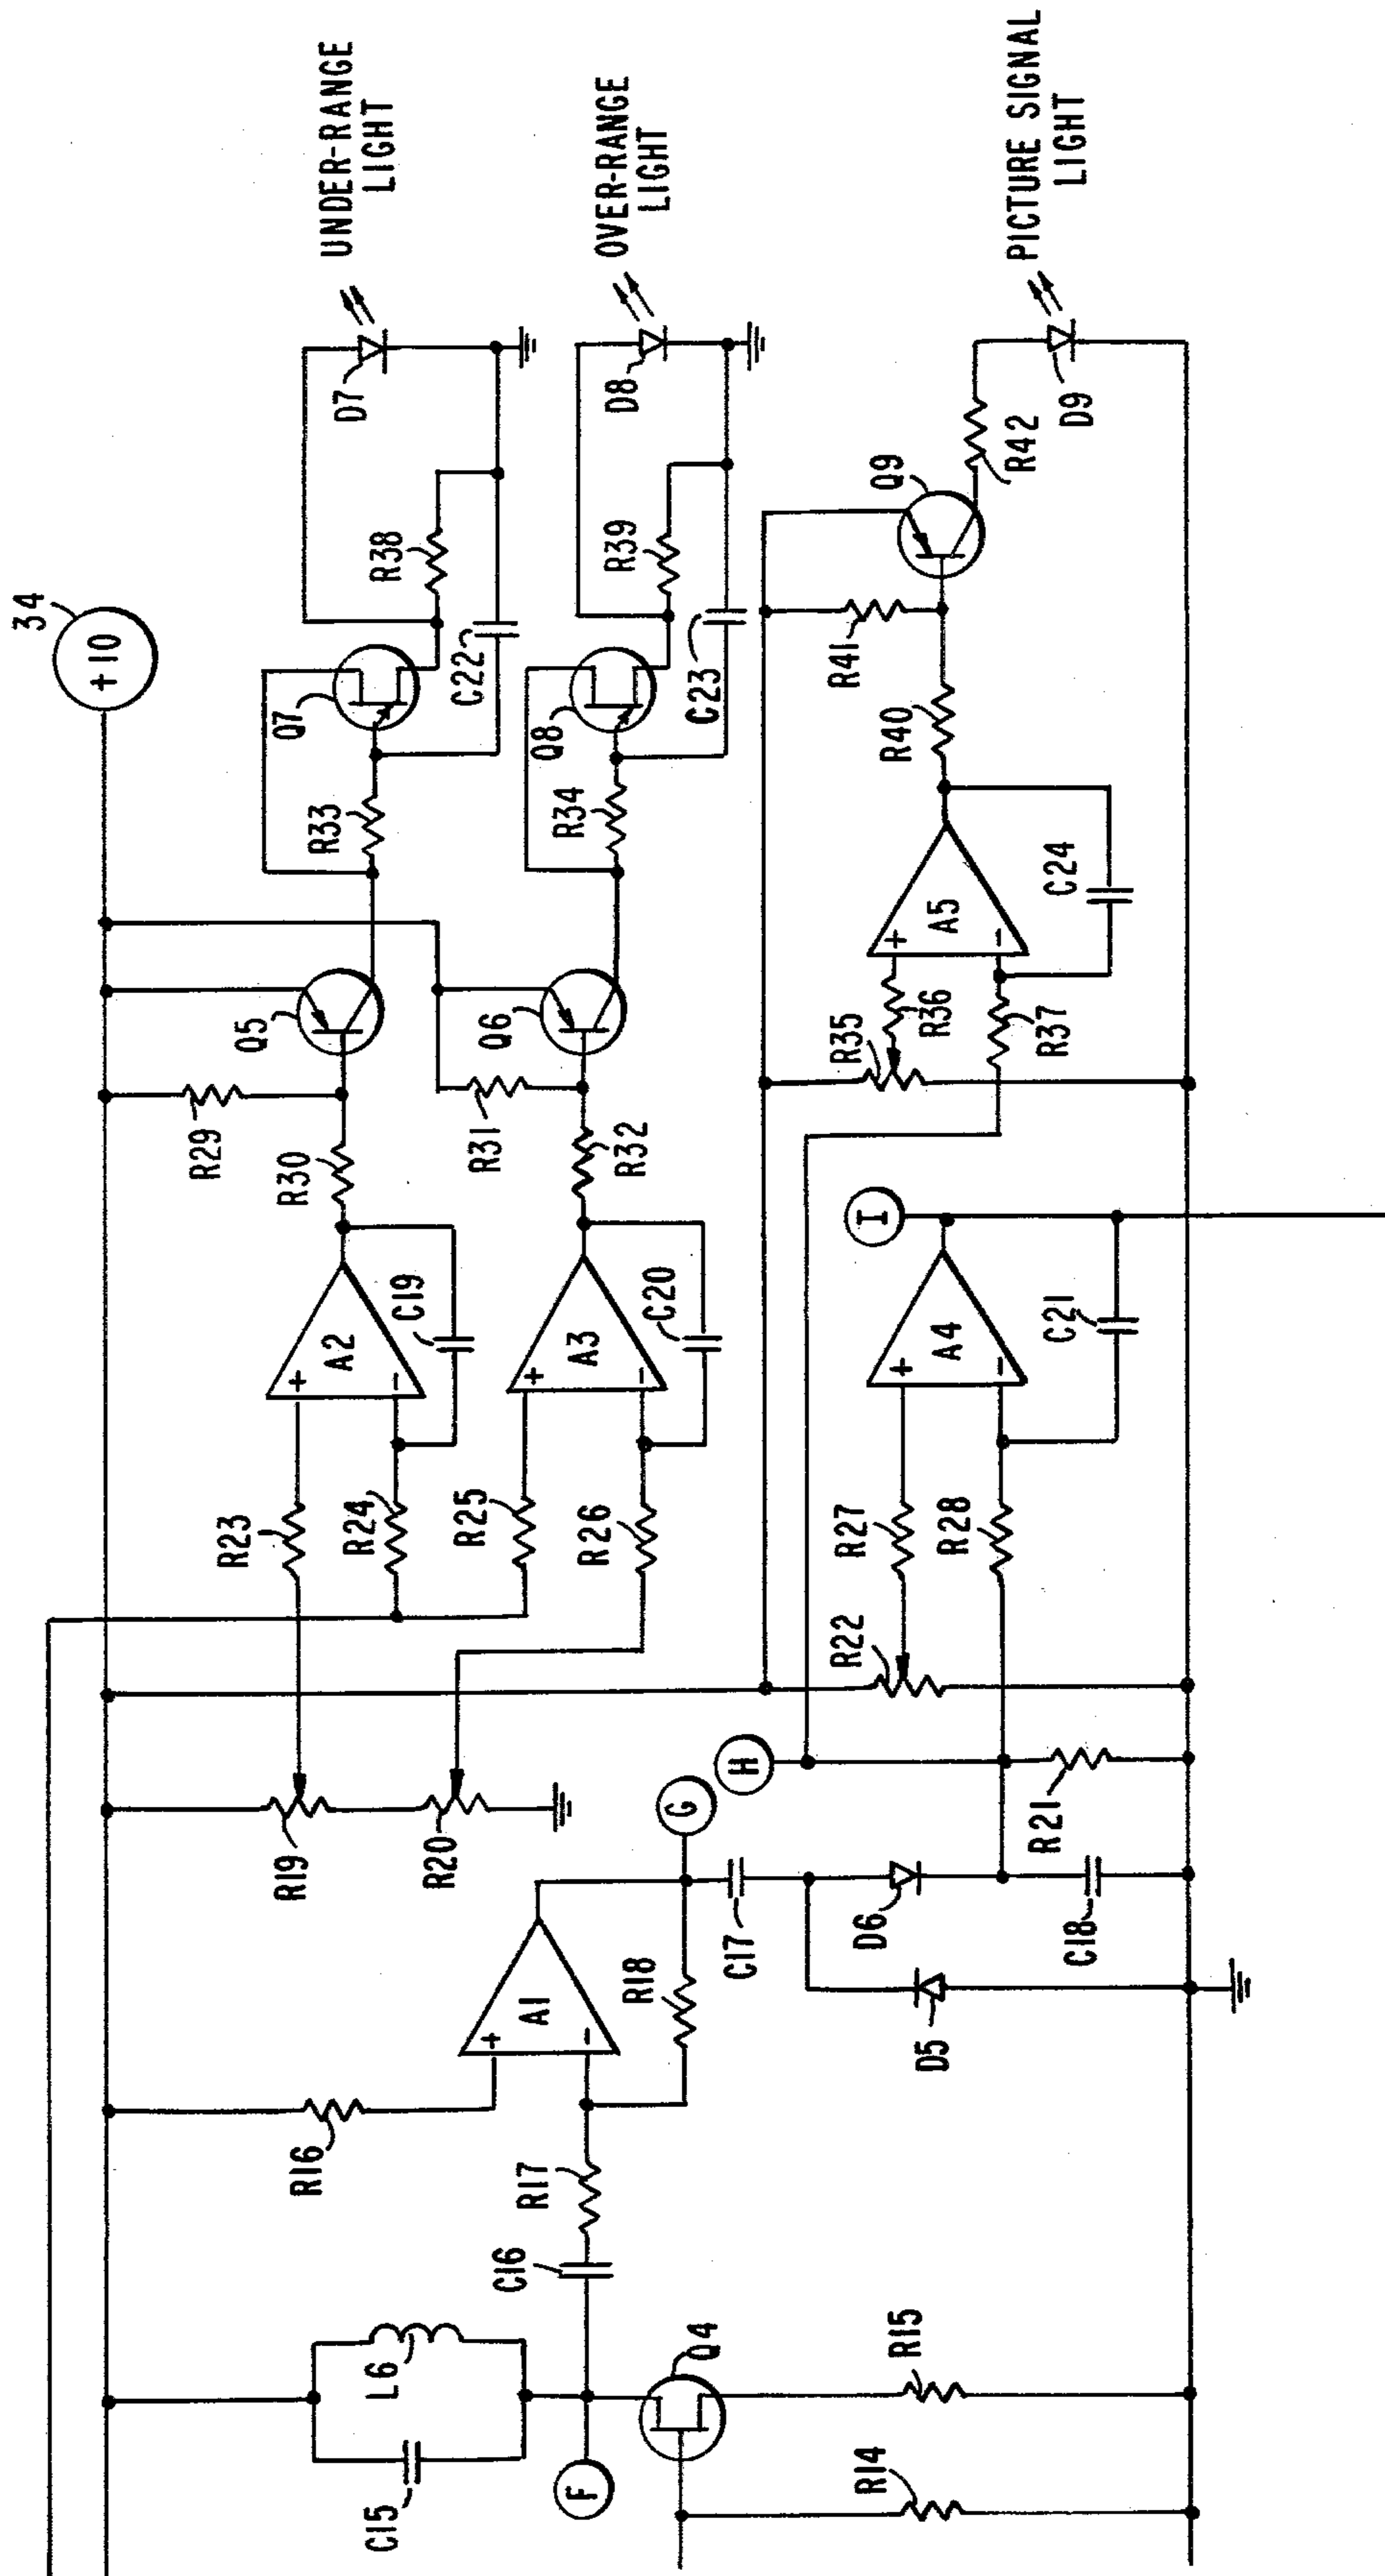 34
+10
UNDER-RANGE
LIGHT
D7
Q7
R38
C22
R33
Q5
R29
R30
OVER-RANGE
LIGHT
D8
R39
Q8
C23
R34
Q6
R31
R32
A2
+
-
C19
R23
R24
A3
+
-
C20
R25
R26
R19
R20
PICTURE SIGNAL
LIGHT
D9
R42
Q9
R41
R40
A5
+
-
C24
R35
R36
R37
I
A4
+
-
C21
R27
R28
R22
H
R21
G
C17
D6
C18
D5
A1
+
-
R18
R16
R17
C16
L6
C15
F
Q4
R15
R14